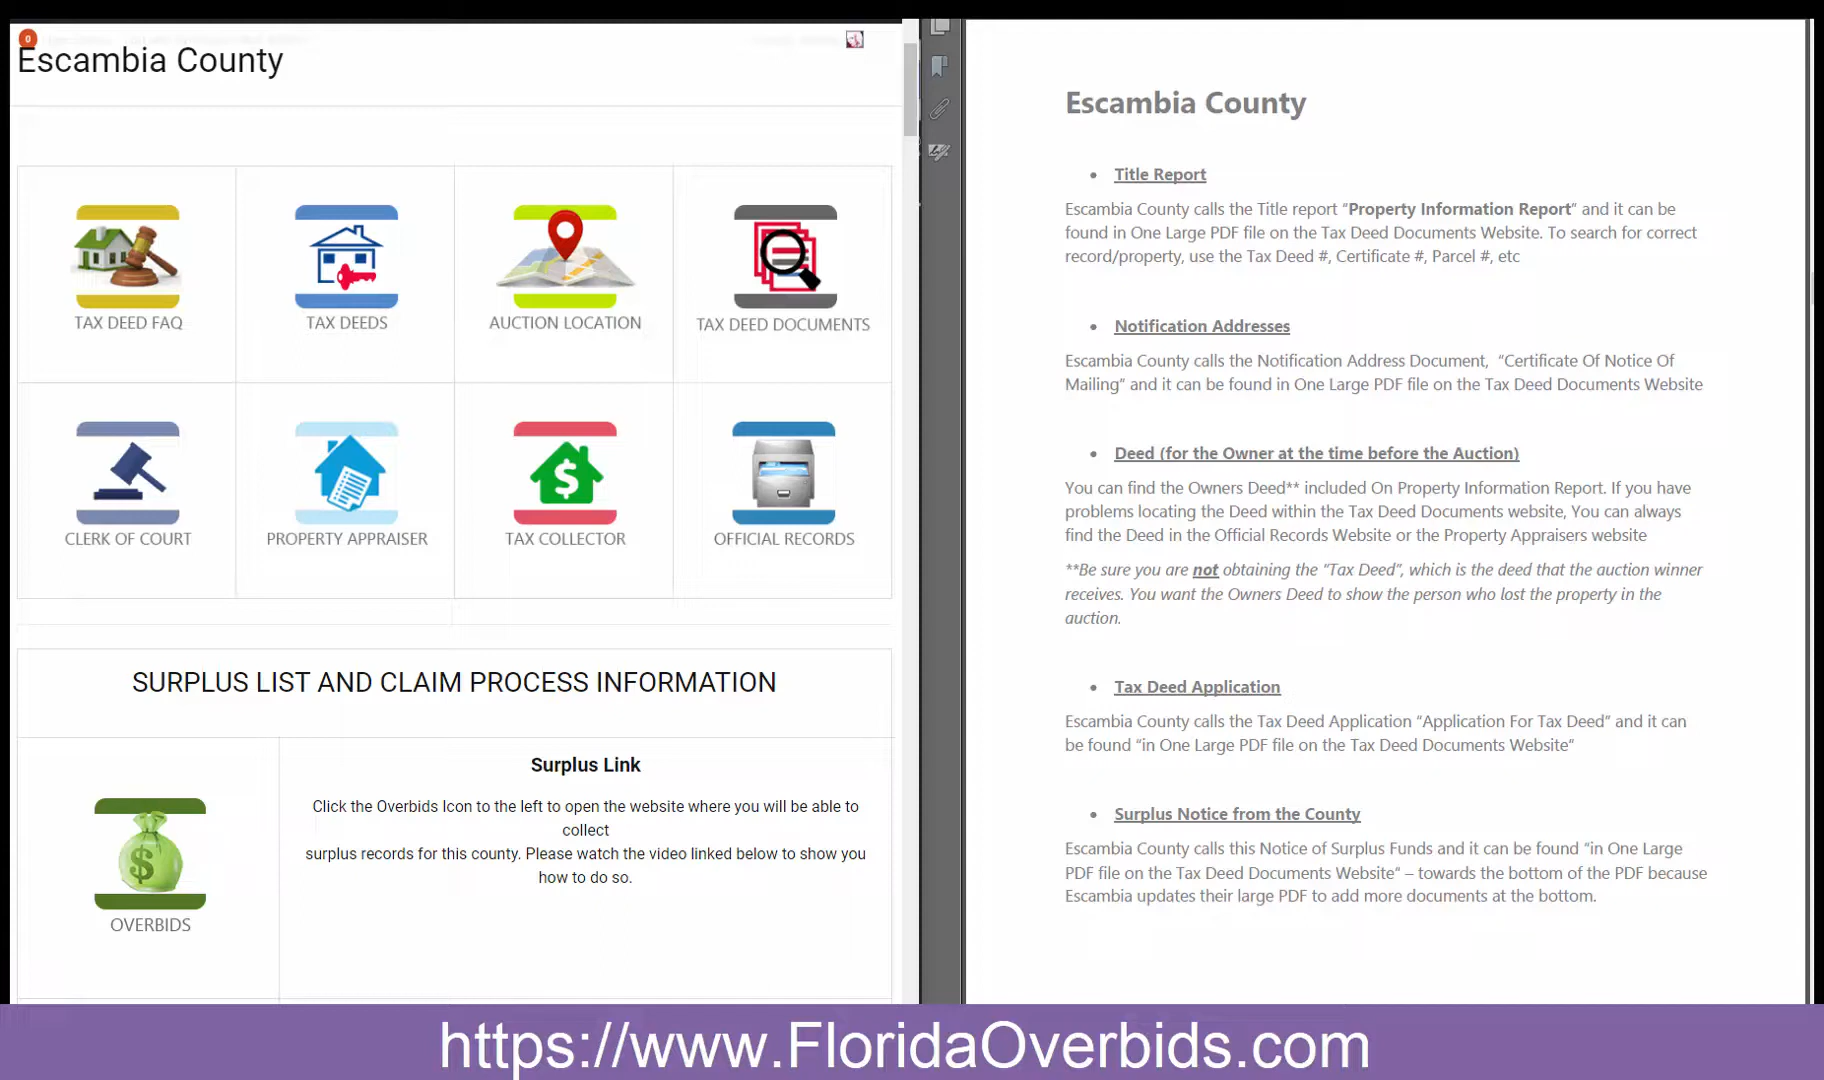 0
Escambia County
TAX DEED FAQ
TAX DEEDS
AUCTION LOCATION
TAX DEED DOCUMENTS
CLERK OF COURT
PROPERTY APPRAISER
TAX COLLECTOR
OFFICIAL RECORDS
SURPLUS LIST AND CLAIM PROCESS INFORMATION
OVERBIDS
Surplus Link
Click the Overbids Icon to the left to open the website where you will be able to
collect
surplus records for this county. Please watch the video linked below to show you
how to do so.
Escambia County
• Title Report
Escambia County calls the Title report “Property Information Report” and it can be
found in One Large PDF file on the Tax Deed Documents Website. To search for correct
record/property, use the Tax Deed #, Certificate #, Parcel #, etc
• Notification Addresses
Escambia County calls the Notification Address Document, “Certificate Of Notice Of
Mailing” and it can be found in One Large PDF file on the Tax Deed Documents Website
• Deed (for the Owner at the time before the Auction)
You can find the Owners Deed** included On Property Information Report. If you have
problems locating the Deed within the Tax Deed Documents website, You can always
find the Deed in the Official Records Website or the Property Appraisers website
**Be sure you are not obtaining the “Tax Deed”, which is the deed that the auction winner
receives. You want the Owners Deed to show the person who lost the property in the
auction.
• Tax Deed Application
Escambia County calls the Tax Deed Application “Application For Tax Deed” and it can
be found “in One Large PDF file on the Tax Deed Documents Website”
• Surplus Notice from the County
Escambia County calls this Notice of Surplus Funds and it can be found “in One Large
PDF file on the Tax Deed Documents Website” – towards the bottom of the PDF because
Escambia updates their large PDF to add more documents at the bottom.
https://www.FloridaOverbids.com